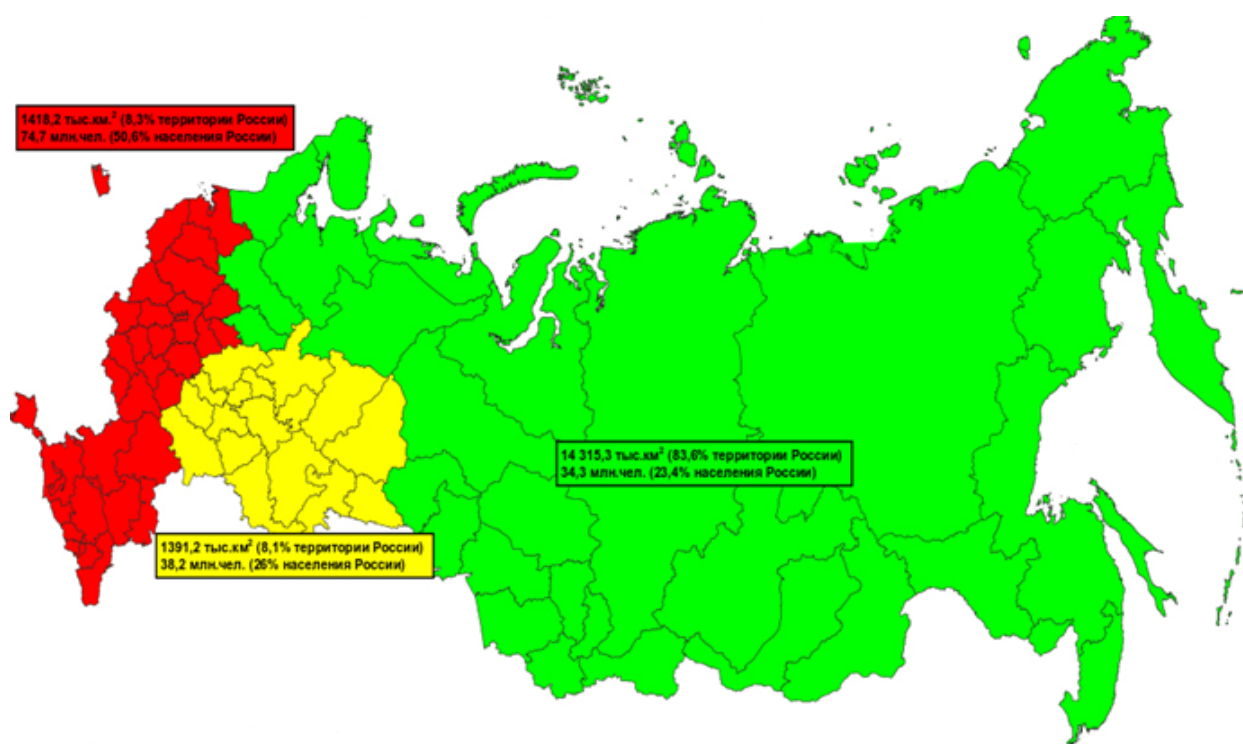 1418,2 тыс.км.² (8,3% территории России)
74,7 млн.чел. (50,6% населения России)
14 315,3 тыс.км² (83,6% территории России)
34,3 млн.чел. (23,4% населения России)
1391,2 тыс.км² (8,1% территории России)
38,2 млн.чел. (26% населения России)